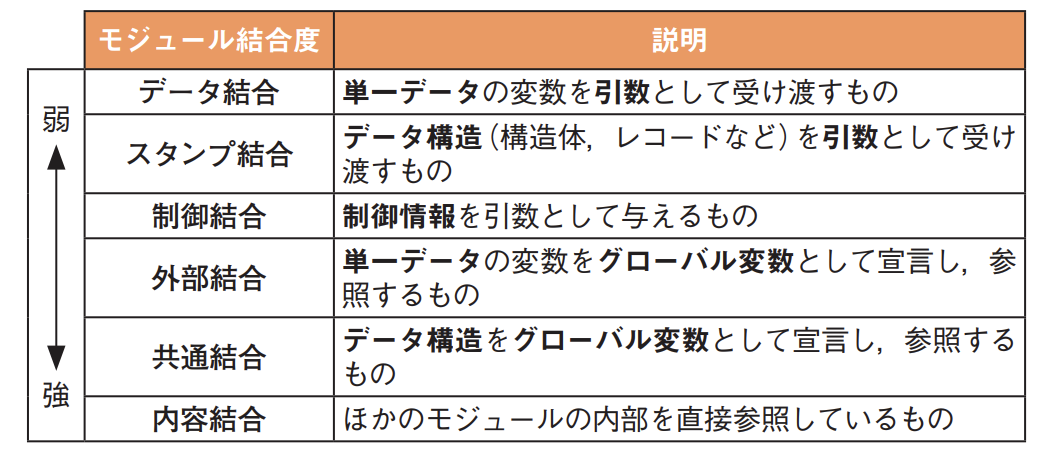 モジュール結合度 説明
弱
データ結合 単一データの変数を引数として受け渡すもの
スタンプ結合 データ構造（構造体，レコードなど）を引数として受け
渡すもの
制御結合 制御情報を引数として与えるもの
外部結合 単一データの変数をグローバル変数として宣言し，参
照するもの
共通結合 データ構造をグローバル変数として宣言し，参照する
もの
強
内容結合 ほかのモジュールの内部を直接参照しているもの